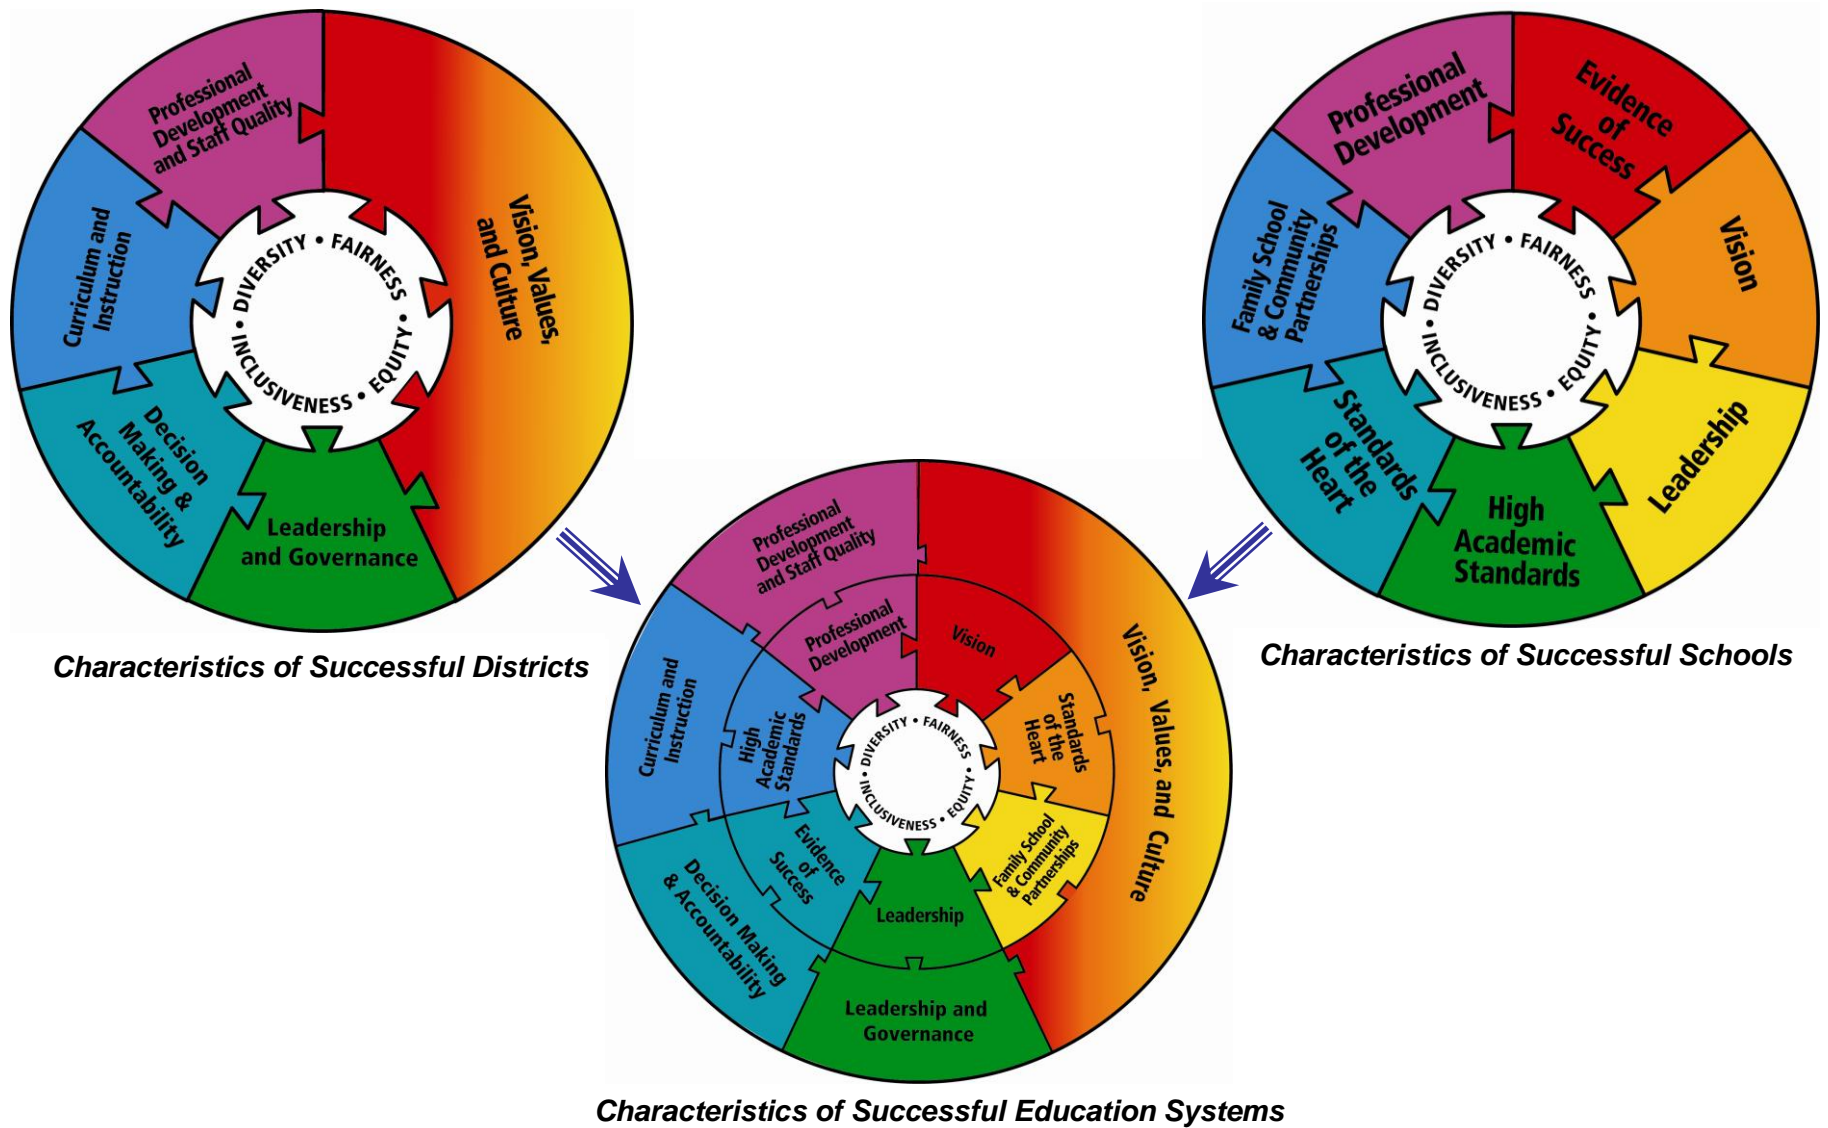 Professional
Development
and Staff Quality
Vision, Values,
and Culture
Curriculum and
Instruction
Decision
Making &
Accountability
Leadership
and Governance
• DIVERSITY • FAIRNESS • EQUITY • INCLUSIVENESS
Characteristics of Successful Districts
Professional
Development
Evidence
of
Success
Vision
Leadership
High
Academic
Standards
Standards
of the
Heart
Family School
& Community
Partnerships
• DIVERSITY • FAIRNESS • EQUITY • INCLUSIVENESS
Characteristics of Successful Schools
Professional
Development
and Staff Quality
Vision, Values, and Culture
Curriculum and
Instruction
Decision Making
& Accountability
Leadership and
Governance
Professional
Development
Vision
Standards
of the
Heart
Family School
& Community
Partnerships
Leadership
Evidence
of
Success
High
Academic
Standards
• DIVERSITY • FAIRNESS • EQUITY • INCLUSIVENESS
Characteristics of Successful Education Systems